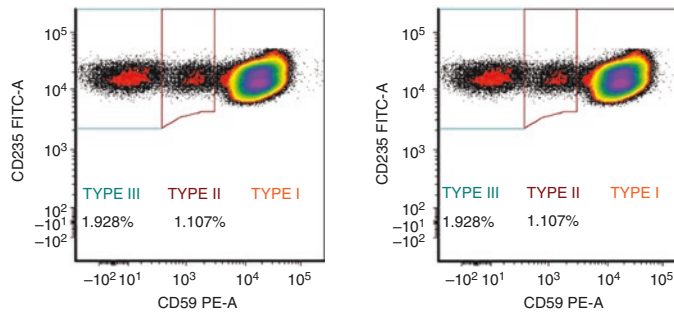 10⁵
10⁴
10³
10²
−10¹
−10²
CD235 FITC-A
TYPE III TYPE II TYPE I
1.928% 1.107%
−10² 10¹ 10³ 10⁴ 10⁵
CD59 PE-A
10⁵
10⁴
10³
10²
−10¹
−10²
CD235 FITC-A
TYPE III TYPE II TYPE I
1.928% 1.107%
−10² 10¹ 10³ 10⁴ 10⁵
CD59 PE-A